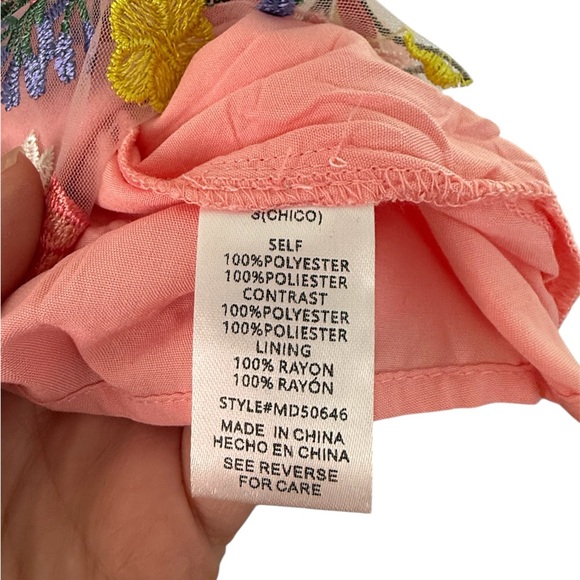 S(CHICO)
SELF
100%POLYESTER
100%POLIESTER
CONTRAST
100%POLYESTER
100%POLIESTER
LINING
100% RAYON
100% RAYÓN
STYLE#MD50646
MADE IN CHINA
HECHO EN CHINA
SEE REVERSE
FOR CARE